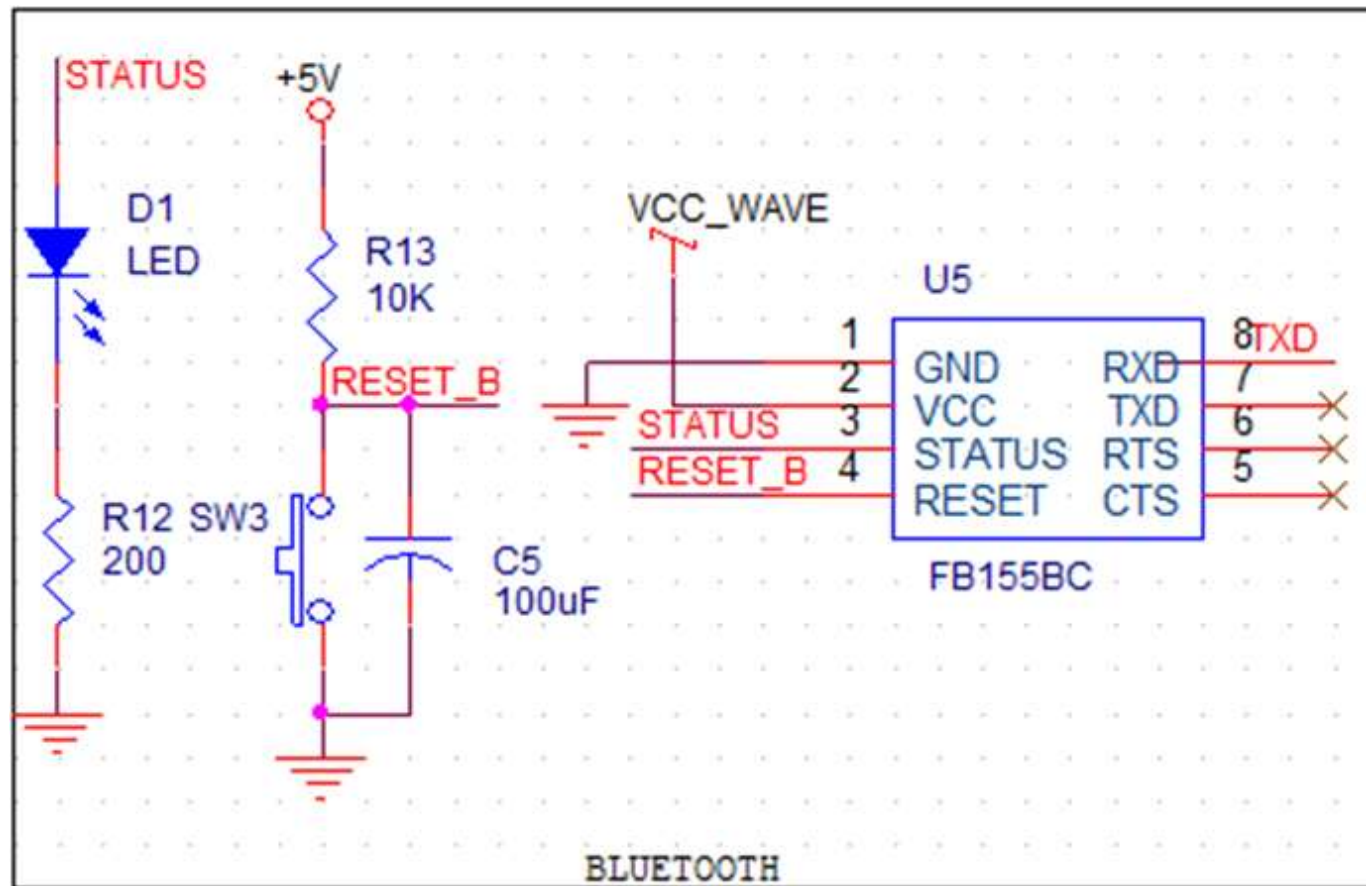 STATUS
+5V
D1
LED
R13
10K
RESET_B
R12
200
SW3
C5
100uF
VCC_WAVE
U5
1
2
3
4
STATUS
RESET_B
GND
VCC
STATUS
RESET
RXD
TXD
RTS
CTS
8
7
6
5
TXD
FB155BC
BLUETOOTH